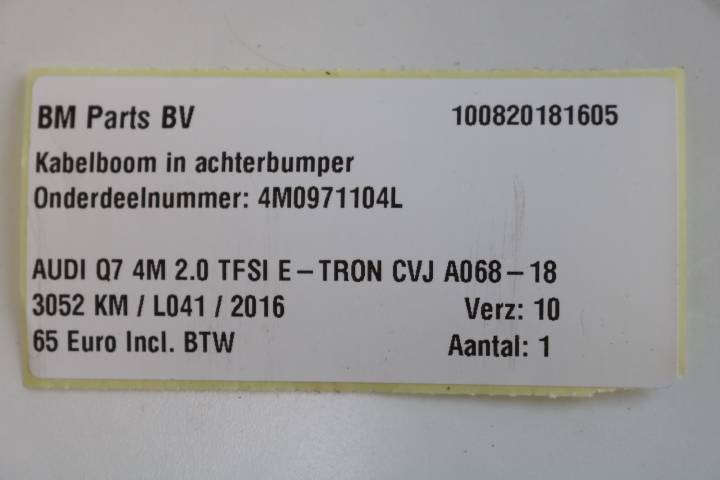 BM Parts BV 100820181605
Kabelboom in achterbumper
Onderdeelnummer: 4M0971104L
AUDI Q7 4M 2.0 TFSI E-TRON CVJ A068-18
3052 KM / L041 / 2016 Verz: 10
65 Euro Incl. BTW Aantal: 1